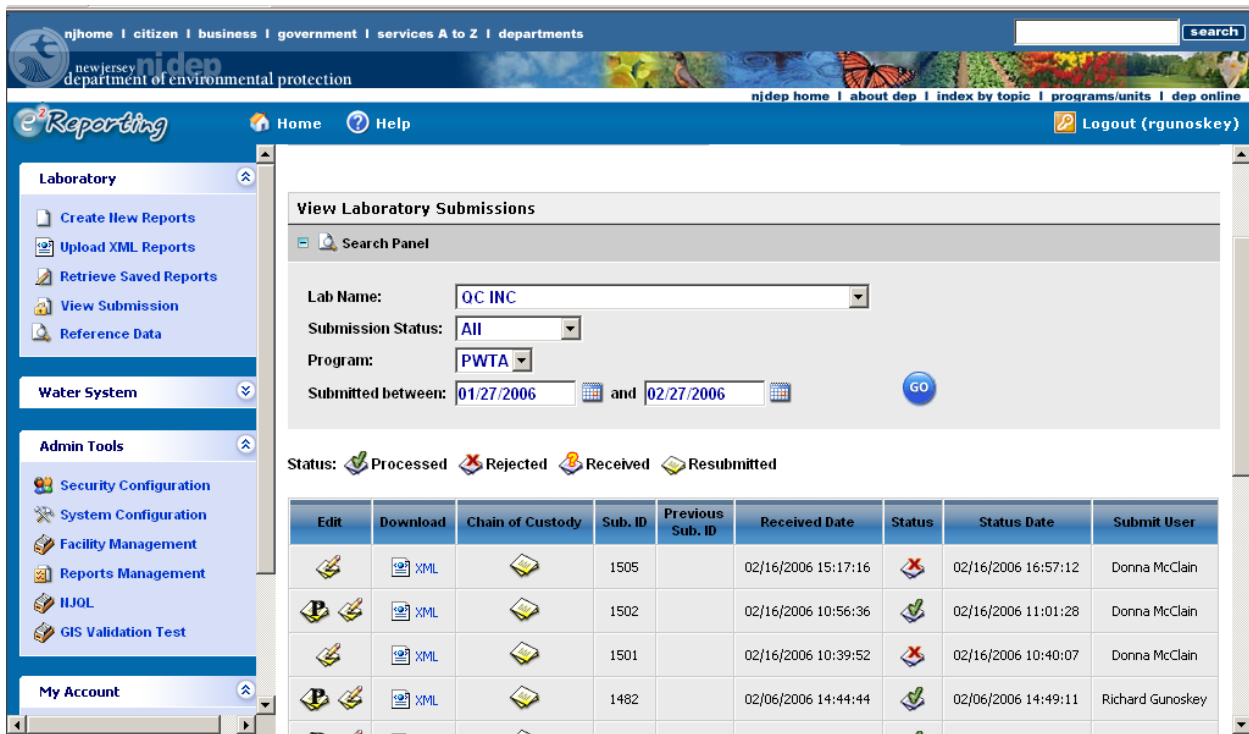 njhome | citizen | business | government | services A to Z | departments
search
newjersey nj dep
department of environmental protection
njdep home | about dep | index by topic | programs/units | dep online
e2Reporting
Home
Help
Logout (rgunoskey)
Laboratory
Create New Reports
Upload XML Reports
Retrieve Saved Reports
View Submission
Reference Data
Water System
Admin Tools
Security Configuration
System Configuration
Facility Management
Reports Management
NJQL
GIS Validation Test
My Account
View Laboratory Submissions
Search Panel
Lab Name: QC INC
Submission Status: All
Program: PWTA
Submitted between: 01/27/2006 and 02/27/2006
GO
Status: Processed Rejected Received Resubmitted
Edit Download Chain of Custody Sub. ID Previous Sub. ID Received Date Status Status Date Submit User
XML 1505 02/16/2006 15:17:16 02/16/2006 16:57:12 Donna McClain
P XML 1502 02/16/2006 10:56:36 02/16/2006 11:01:28 Donna McClain
XML 1501 02/16/2006 10:39:52 02/16/2006 10:40:07 Donna McClain
P XML 1482 02/06/2006 14:44:44 02/06/2006 14:49:11 Richard Gunoskey